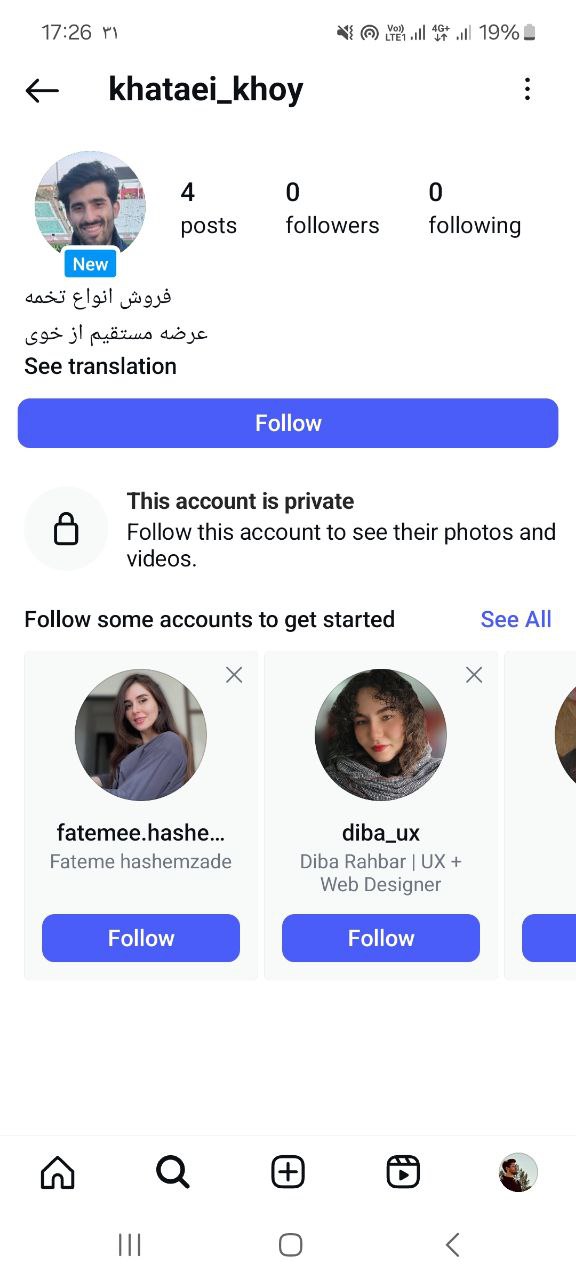 17:26 ۳۱
Vo))
LTE1
4G+
19%
khataei_khoy
4
posts
0
followers
0
following
New
فروش انواع تخمه
عرضه مستقیم از خوی
See translation
Follow
This account is private
Follow this account to see their photos and
videos.
Follow some accounts to get started
See All
fatemee.hashe...
Fateme hashemzade
Follow
diba_ux
Diba Rahbar | UX +
Web Designer
Follow